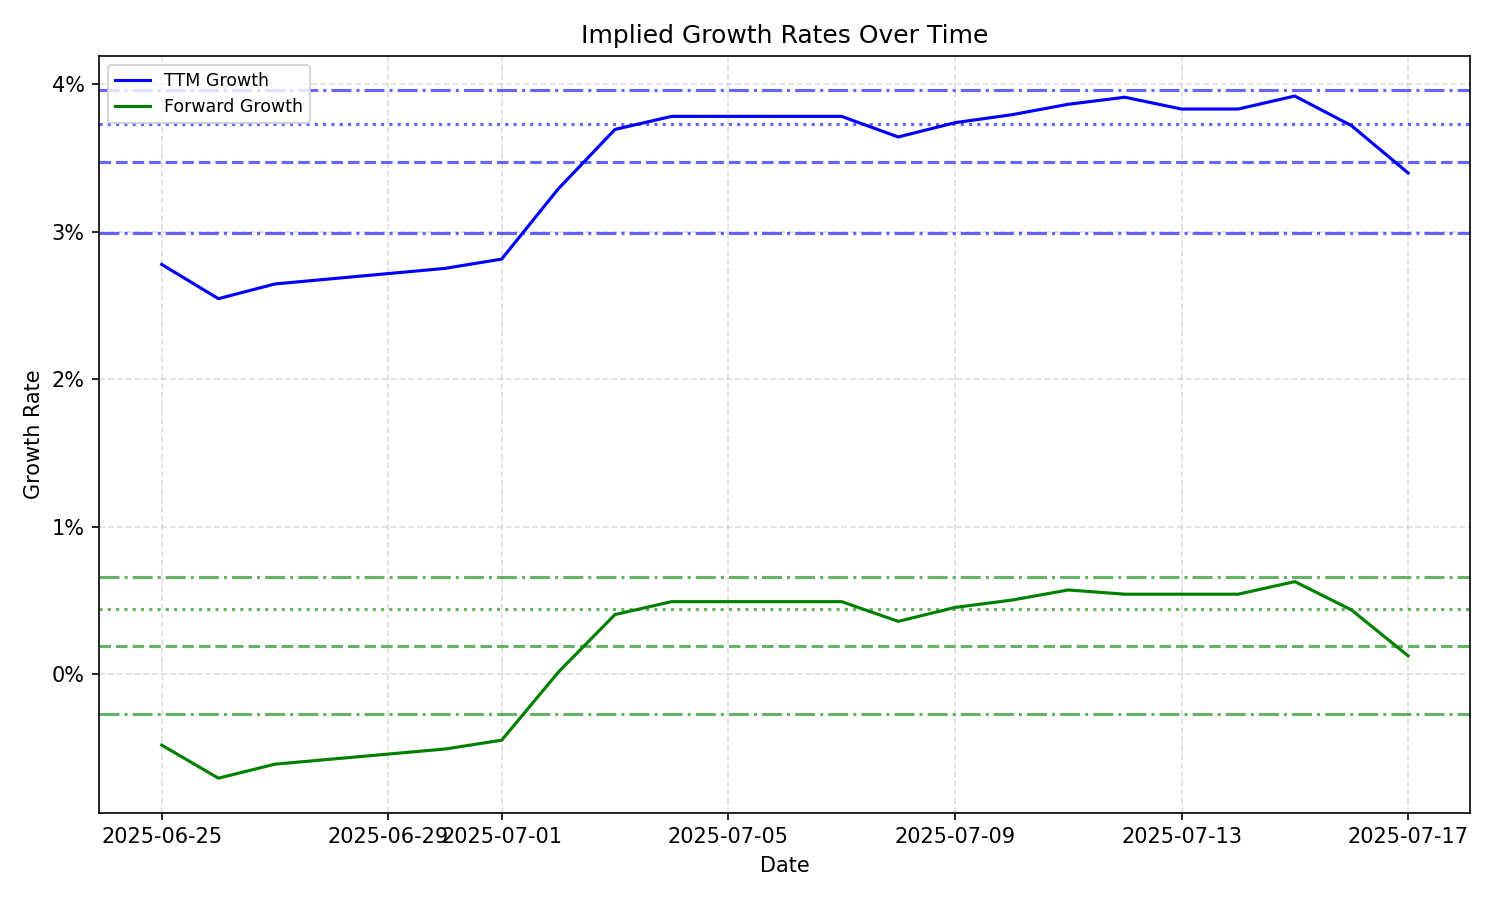 Implied Growth Rates Over Time
TTM Growth
Forward Growth
4%
3%
2%
1%
0%
Growth Rate
2025-06-25
2025-06-29
2025-07-01
2025-07-05
2025-07-09
2025-07-13
2025-07-17
Date